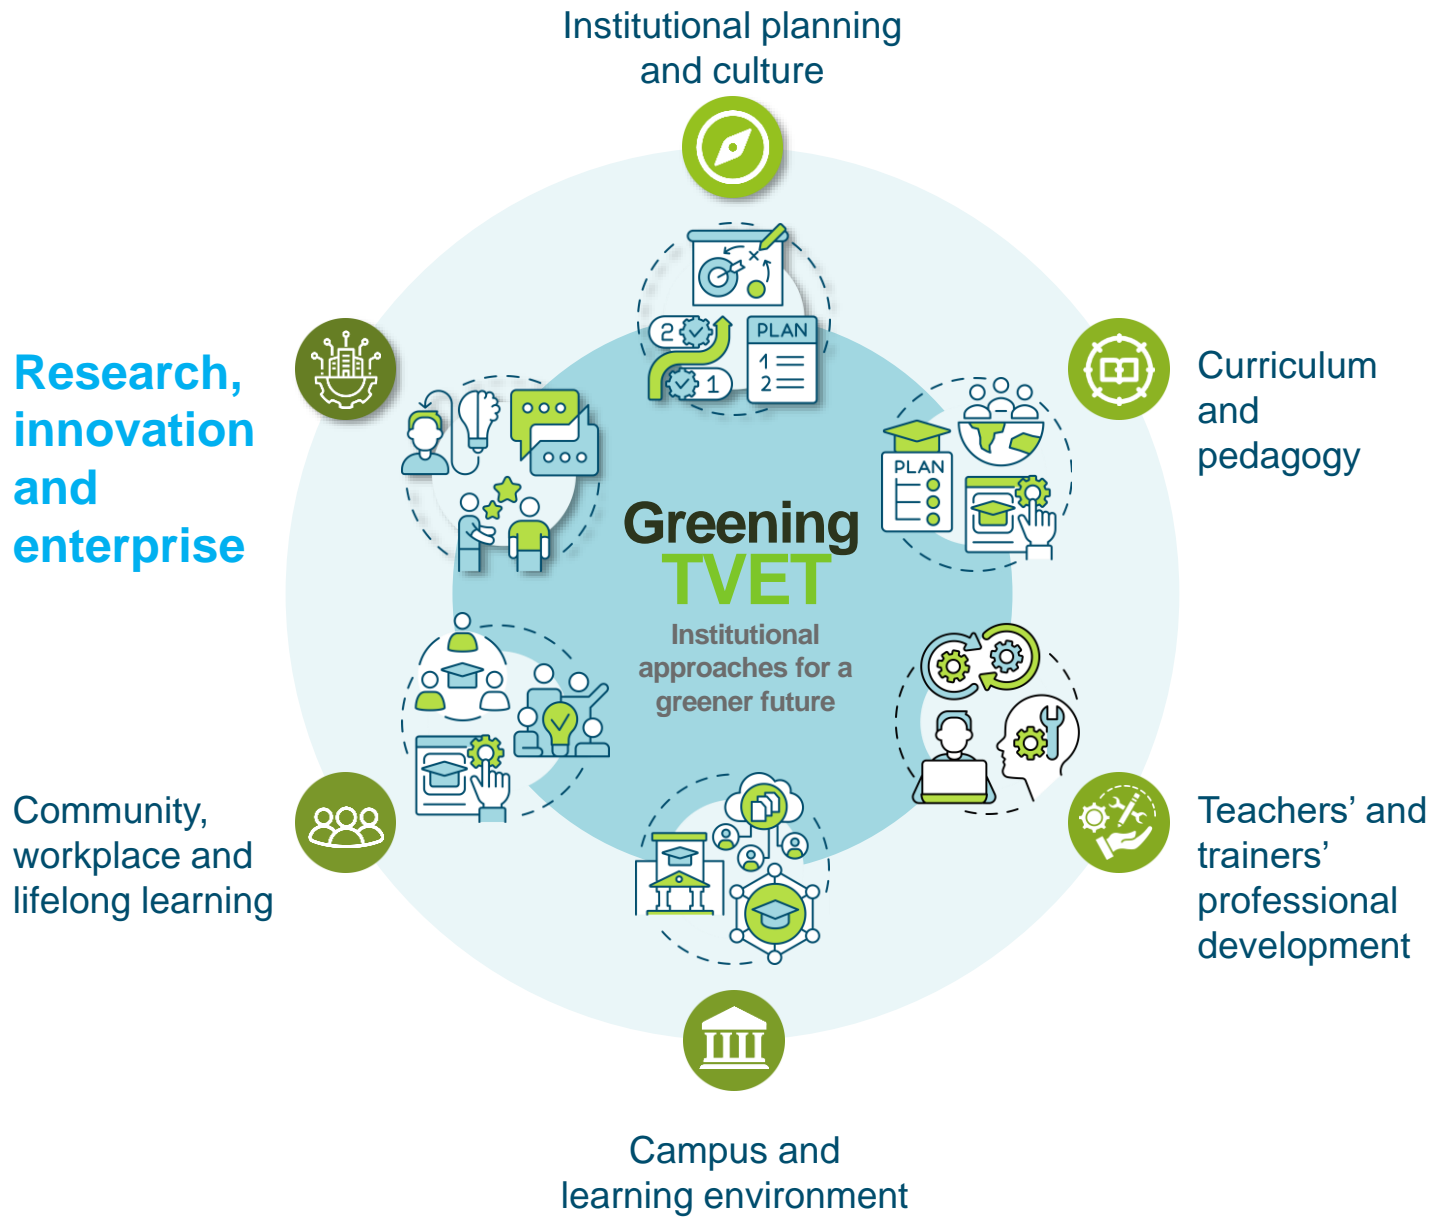 Institutional planning
and culture
2
1
PLAN
1
2
Research,
innovation
and
enterprise
Curriculum
and
pedagogy
PLAN
Greening
TVET
Institutional
approaches for a
greener future
Community,
workplace and
lifelong learning
Teachers’ and
trainers’
professional
development
Campus and
learning environment